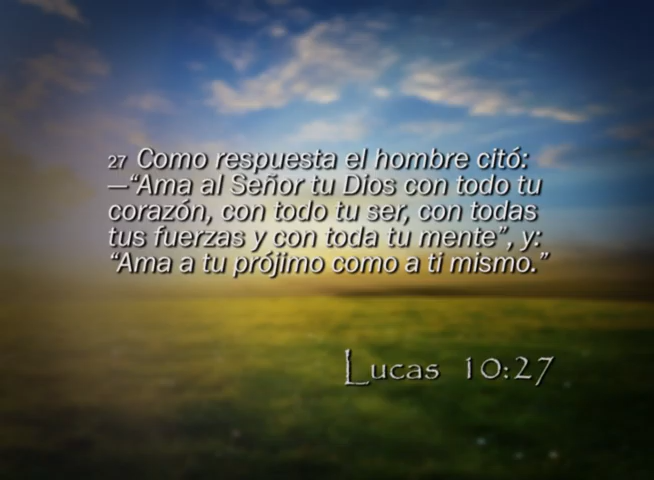 27 Como respuesta el hombre citó:
—“Ama al Señor tu Dios con todo tu
corazón, con todo tu ser, con todas
tus fuerzas y con toda tu mente”, y:
“Ama a tu prójimo como a ti mismo.”
Lucas 10:27